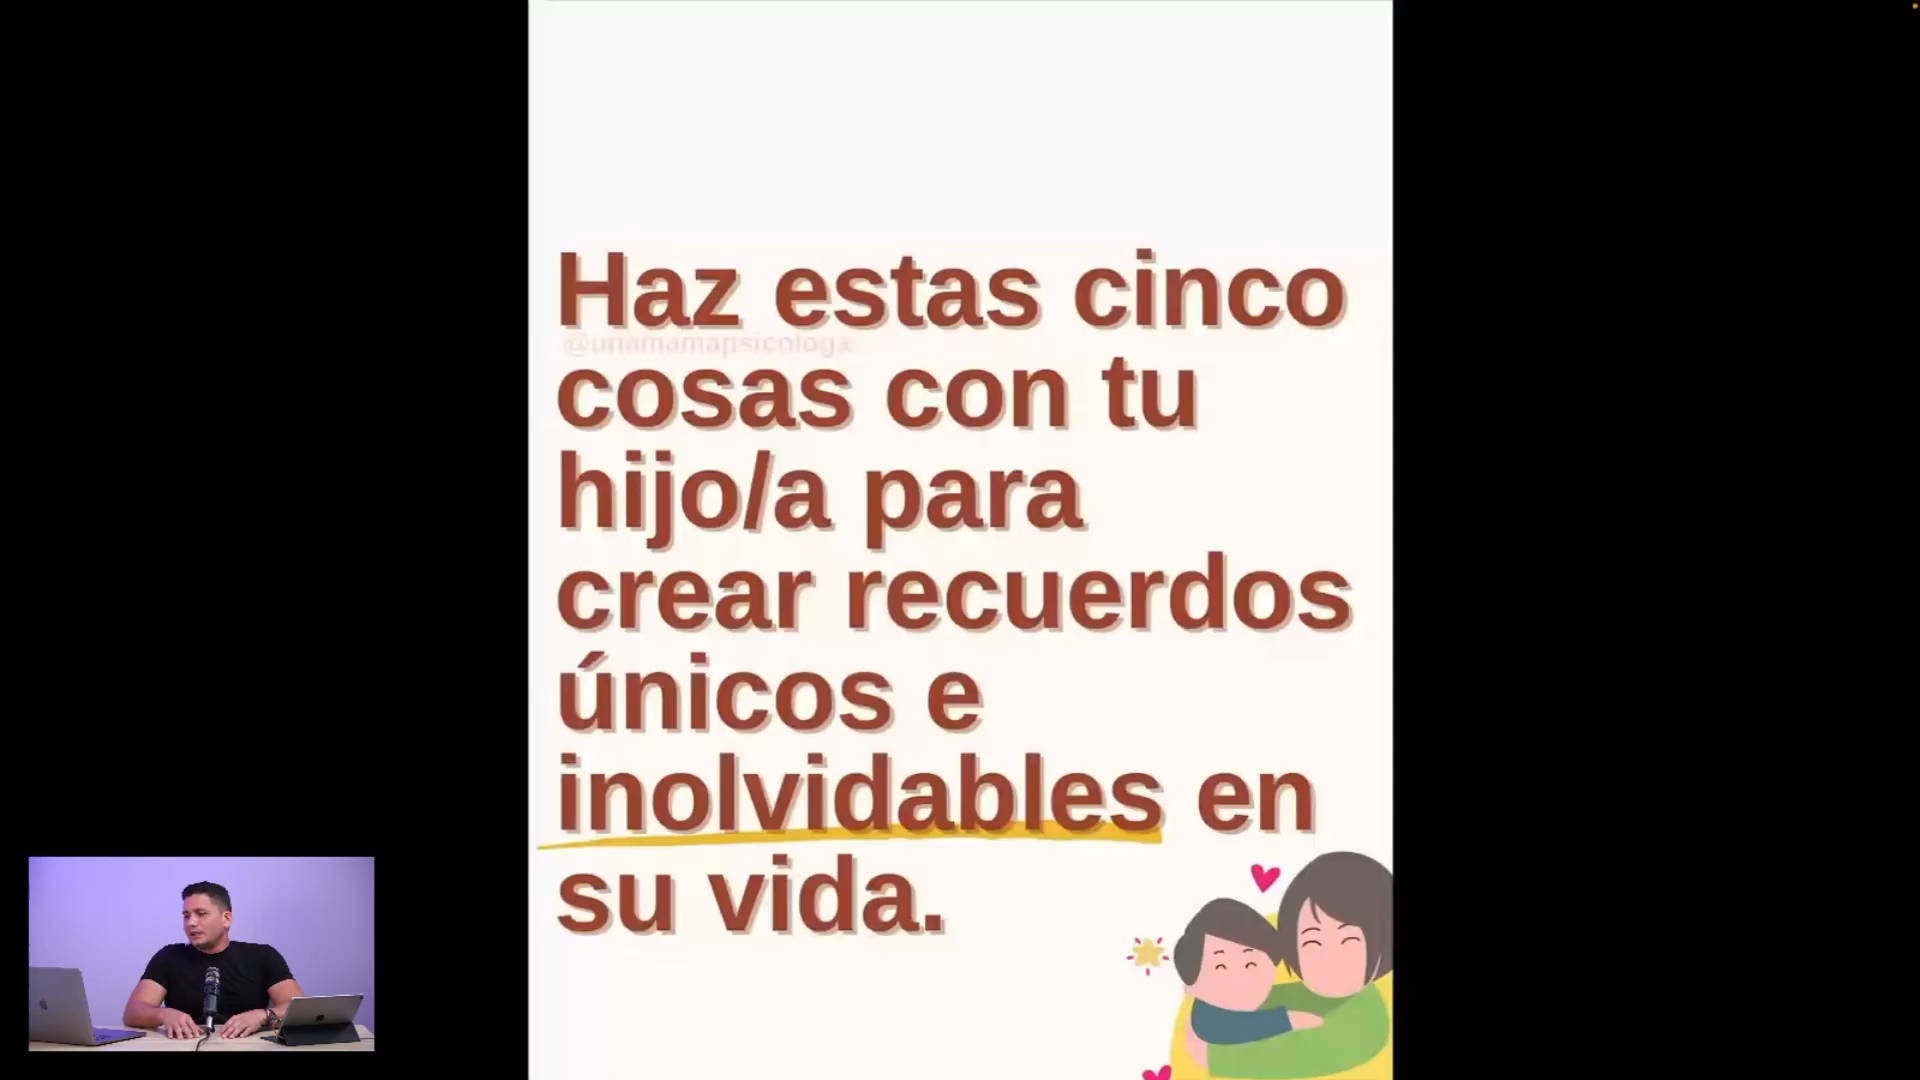 Haz estas cinco
@unamamapsicologa
cosas con tu
hijo/a para
crear recuerdos
únicos e
inolvidables en
su vida.